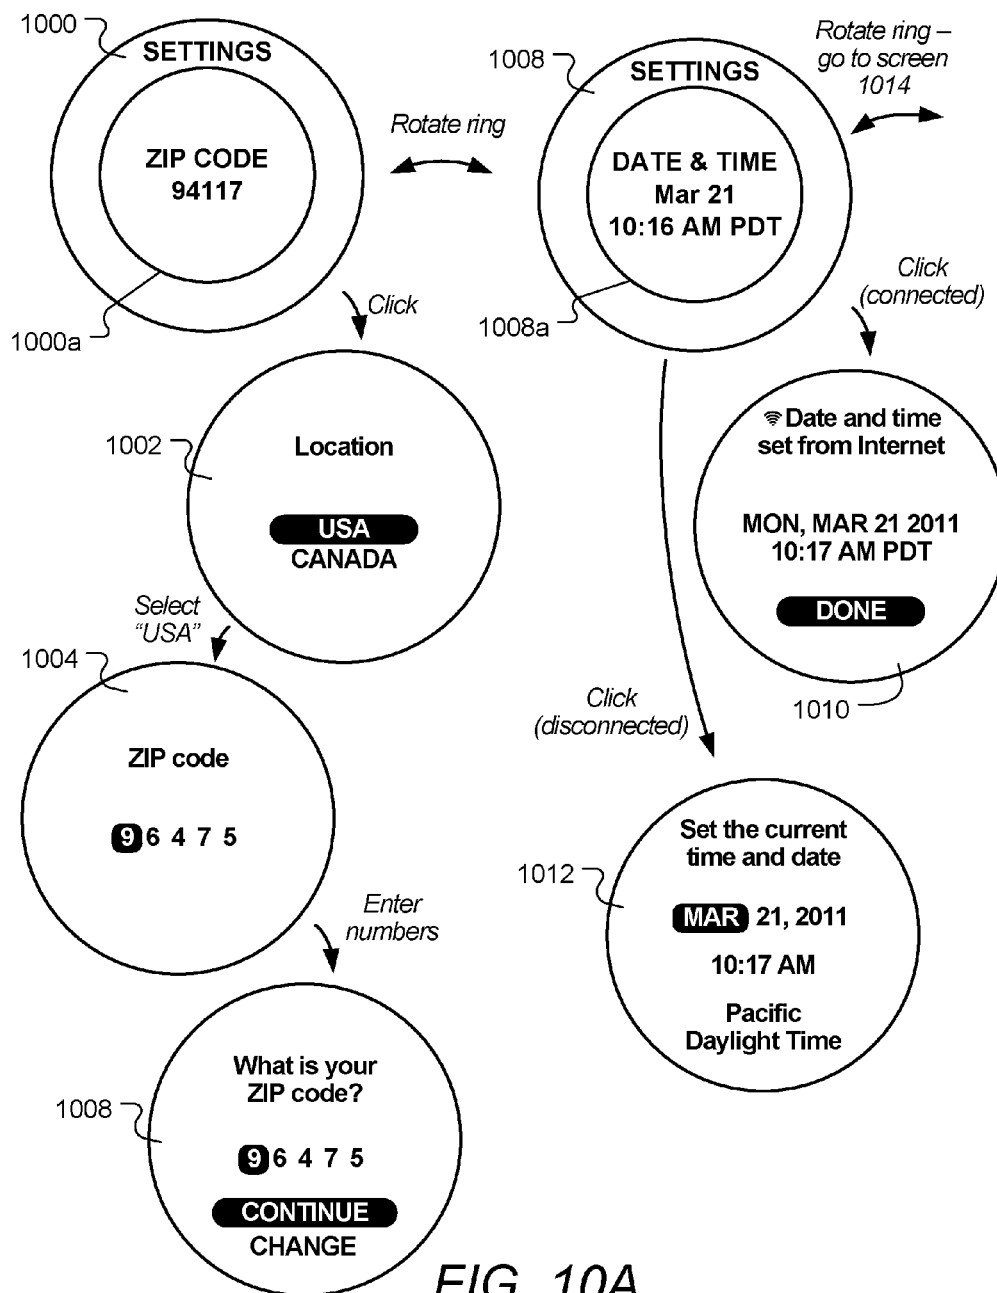 1000
SETTINGS
ZIP CODE
94117
1000a
Rotate ring
1008
SETTINGS
DATE & TIME
Mar 21
10:16 AM PDT
1008a
Rotate ring –
go to screen
1014
Click
Click
(connected)
1002
Location
USA
CANADA
Date and time
set from Internet
MON, MAR 21 2011
10:17 AM PDT
DONE
1010
Select
“USA”
1004
ZIP code
9 6 4 7 5
Click
(disconnected)
1012
Set the current
time and date
MAR 21, 2011
10:17 AM
Pacific
Daylight Time
Enter
numbers
1008
What is your
ZIP code?
9 6 4 7 5
CONTINUE
CHANGE
FIG. 10A